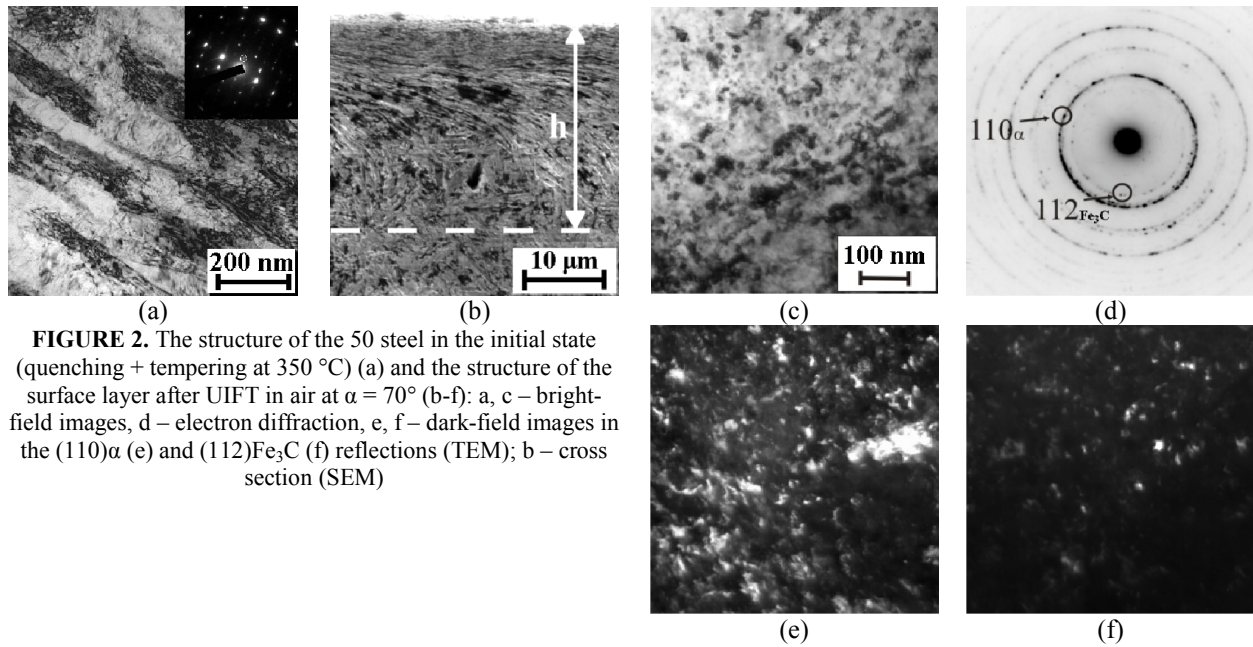 200 nm
(a)
h
10 μm
(b)
100 nm
(c)
110α
112Fe₃C
(d)
FIGURE 2. The structure of the 50 steel in the initial state
(quenching + tempering at 350 °C) (a) and the structure of the
surface layer after UIFT in air at α = 70° (b-f): a, c – bright-
field images, d – electron diffraction, e, f – dark-field images in
the (110)α (e) and (112)Fe₃C (f) reflections (TEM); b – cross
section (SEM)
(e)
(f)